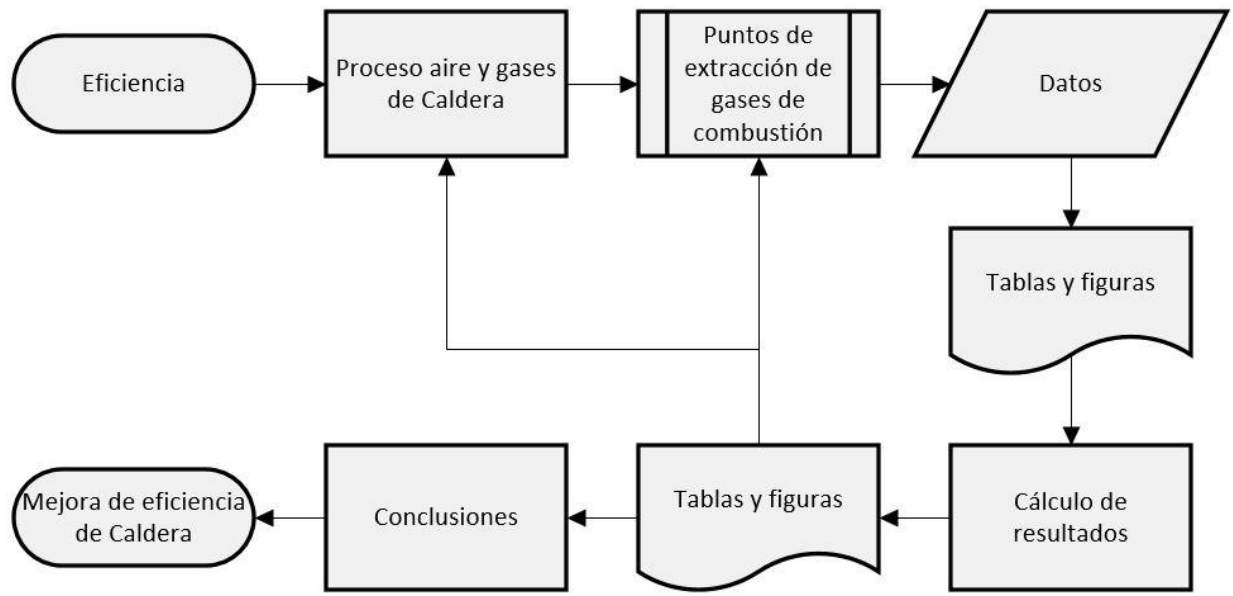 Eficiencia
Proceso aire y gases
de Caldera
Puntos de
extracción de
gases de
combustión
Datos
Tablas y figuras
Cálculo de
resultados
Tablas y figuras
Conclusiones
Mejora de eficiencia
de Caldera